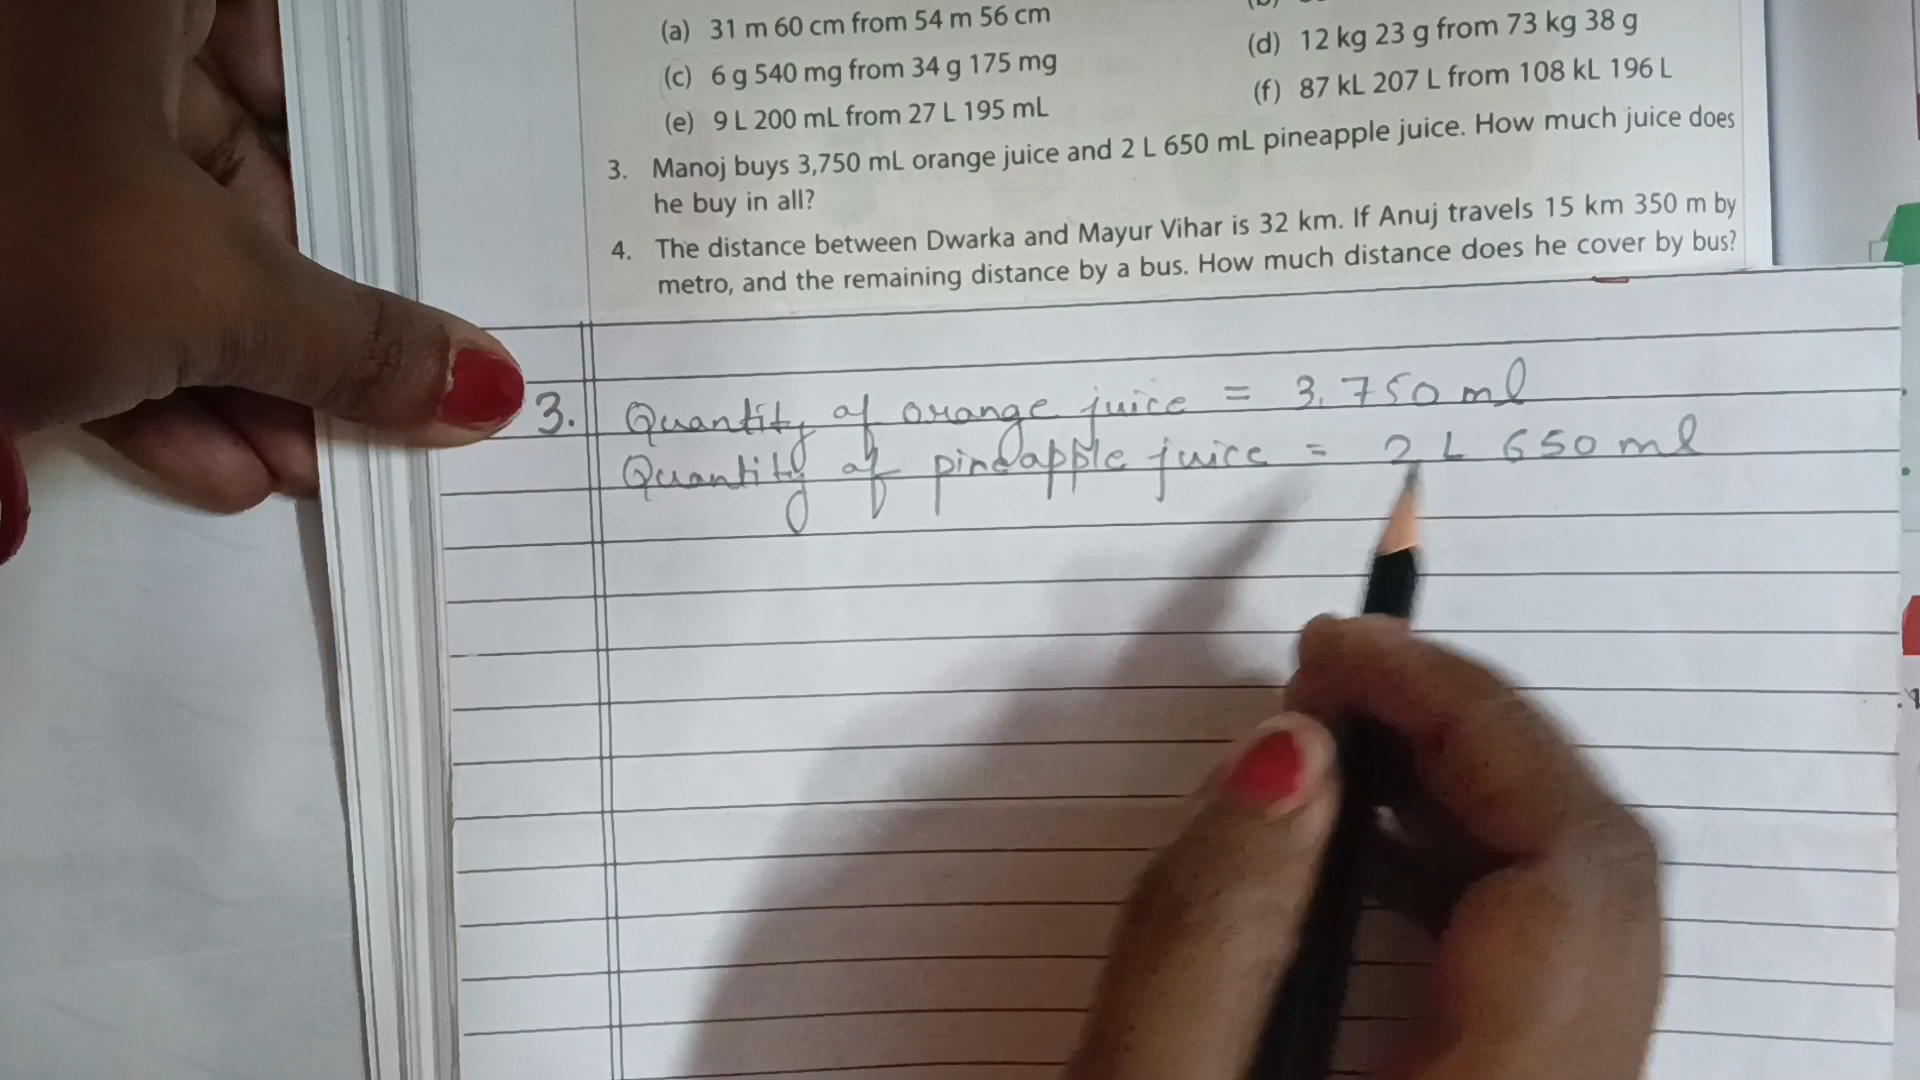 (a) 31 m 60 cm from 54 m 56 cm
(c) 6 g 540 mg from 34 g 175 mg
(d) 12 kg 23 g from 73 kg 38 g
(e) 9 L 200 mL from 27 L 195 mL
(f) 87 kL 207 L from 108 kL 196 L
3. Manoj buys 3,750 mL orange juice and 2 L 650 mL pineapple juice. How much juice does
he buy in all?
4. The distance between Dwarka and Mayur Vihar is 32 km. If Anuj travels 15 km 350 m by
metro, and the remaining distance by a bus. How much distance does he cover by bus?
3. Quantity of orange juice = 3,750 ml
Quantity of pineapple juice = 2 L 650 ml